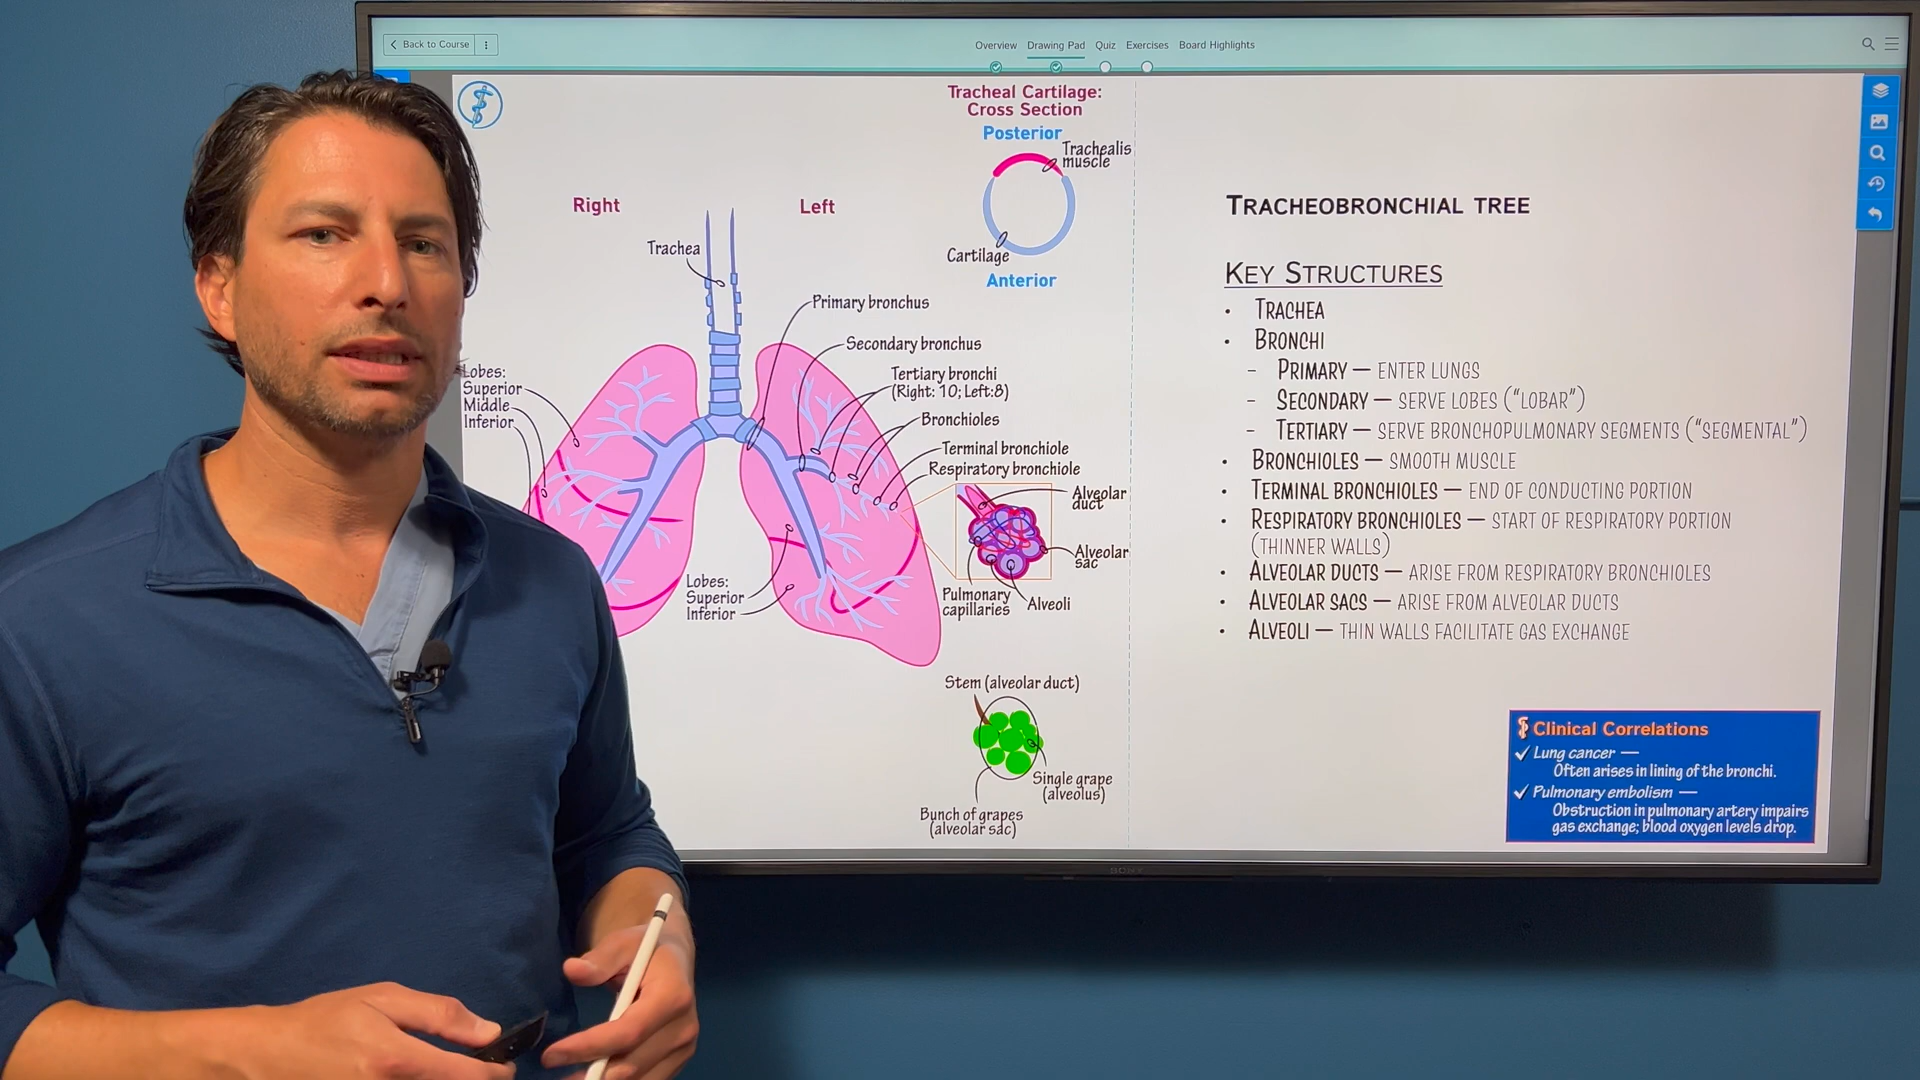 Back to Course
Overview
Drawing Pad
Quiz
Exercises
Board Highlights
Tracheal Cartilage:
Cross Section
Posterior
Trachealis
muscle
Cartilage
Anterior
Right
Left
Trachea
Primary bronchus
Secondary bronchus
Tertiary bronchi
(Right: 10; Left:8)
Bronchioles
Terminal bronchiole
Respiratory bronchiole
Alveolar
duct
Alveolar
sac
Pulmonary
capillaries
Alveoli
Lobes:
Superior
Middle
Inferior
Lobes:
Superior
Inferior
Stem (alveolar duct)
Single grape
(alveolus)
Bunch of grapes
(alveolar sac)
TRACHEOBRONCHIAL TREE
KEY STRUCTURES
• TRACHEA
• BRONCHI
– PRIMARY — ENTER LUNGS
– SECONDARY — SERVE LOBES ("LOBAR")
– TERTIARY — SERVE BRONCHOPULMONARY SEGMENTS ("SEGMENTAL")
• BRONCHIOLES — SMOOTH MUSCLE
• TERMINAL BRONCHIOLES — END OF CONDUCTING PORTION
• RESPIRATORY BRONCHIOLES — START OF RESPIRATORY PORTION
(THINNER WALLS)
• ALVEOLAR DUCTS — ARISE FROM RESPIRATORY BRONCHIOLES
• ALVEOLAR SACS — ARISE FROM ALVEOLAR DUCTS
• ALVEOLI — THIN WALLS FACILITATE GAS EXCHANGE
Clinical Correlations
✓ Lung cancer —
Often arises in lining of the bronchi.
✓ Pulmonary embolism —
Obstruction in pulmonary artery impairs
gas exchange; blood oxygen levels drop.
SONY